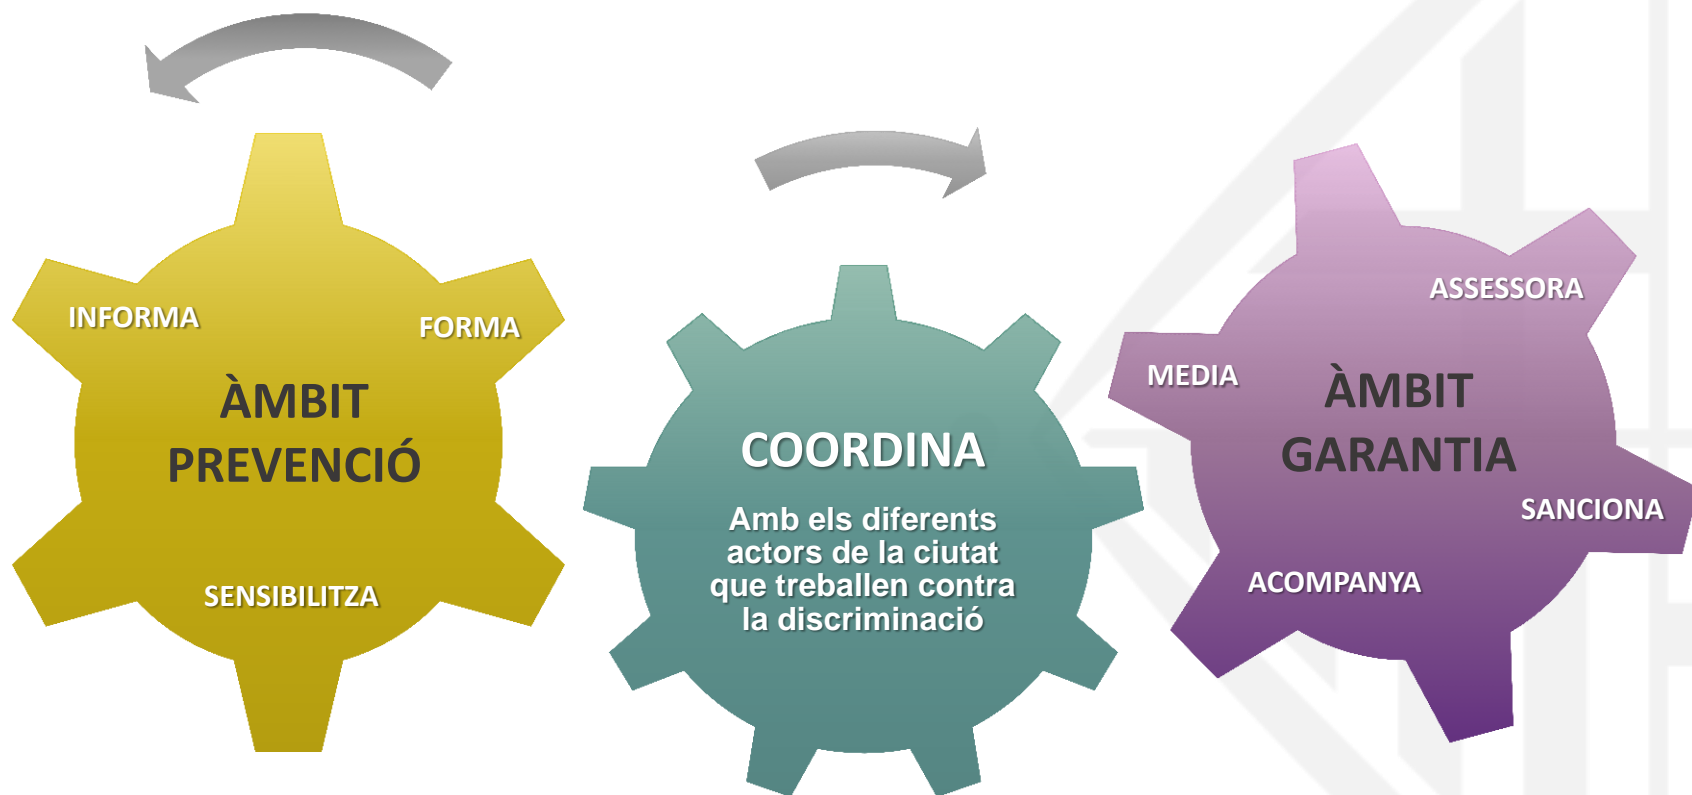 INFORMA
FORMA
ÀMBIT
PREVENCIÓ
SENSIBILITZA
COORDINA
Amb els diferents
actors de la ciutat
que treballen contra
la discriminació
ASSESSORA
MEDIA
ÀMBIT
GARANTIA
SANCIONA
ACOMPANYA